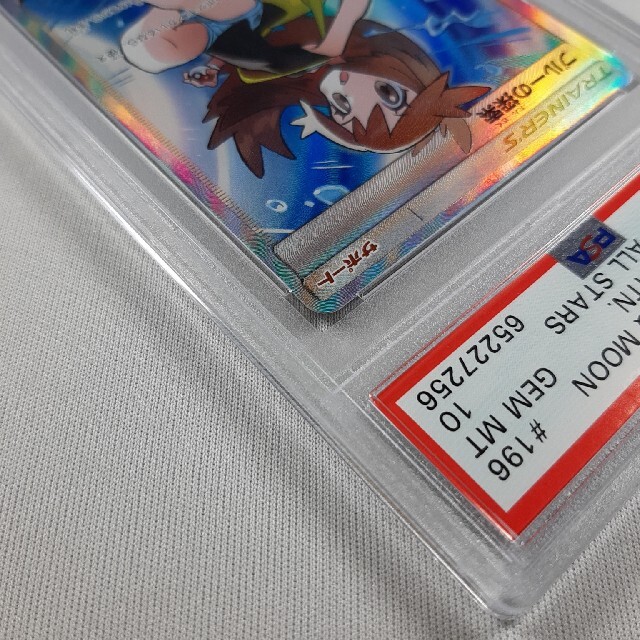 サポート
TRAINER'S
ブルーの探索
MOON
#196
ALL STARS
GEM MT
10
PSA
65227256